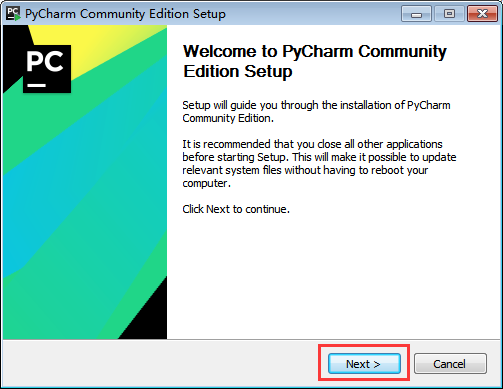 PC PyCharm Community Edition Setup
PC
Welcome to PyCharm Community
Edition Setup
Setup will guide you through the installation of PyCharm
Community Edition.
It is recommended that you close all other applications
before starting Setup. This will make it possible to update
relevant system files without having to reboot your
computer.
Click Next to continue.
Next > Cancel